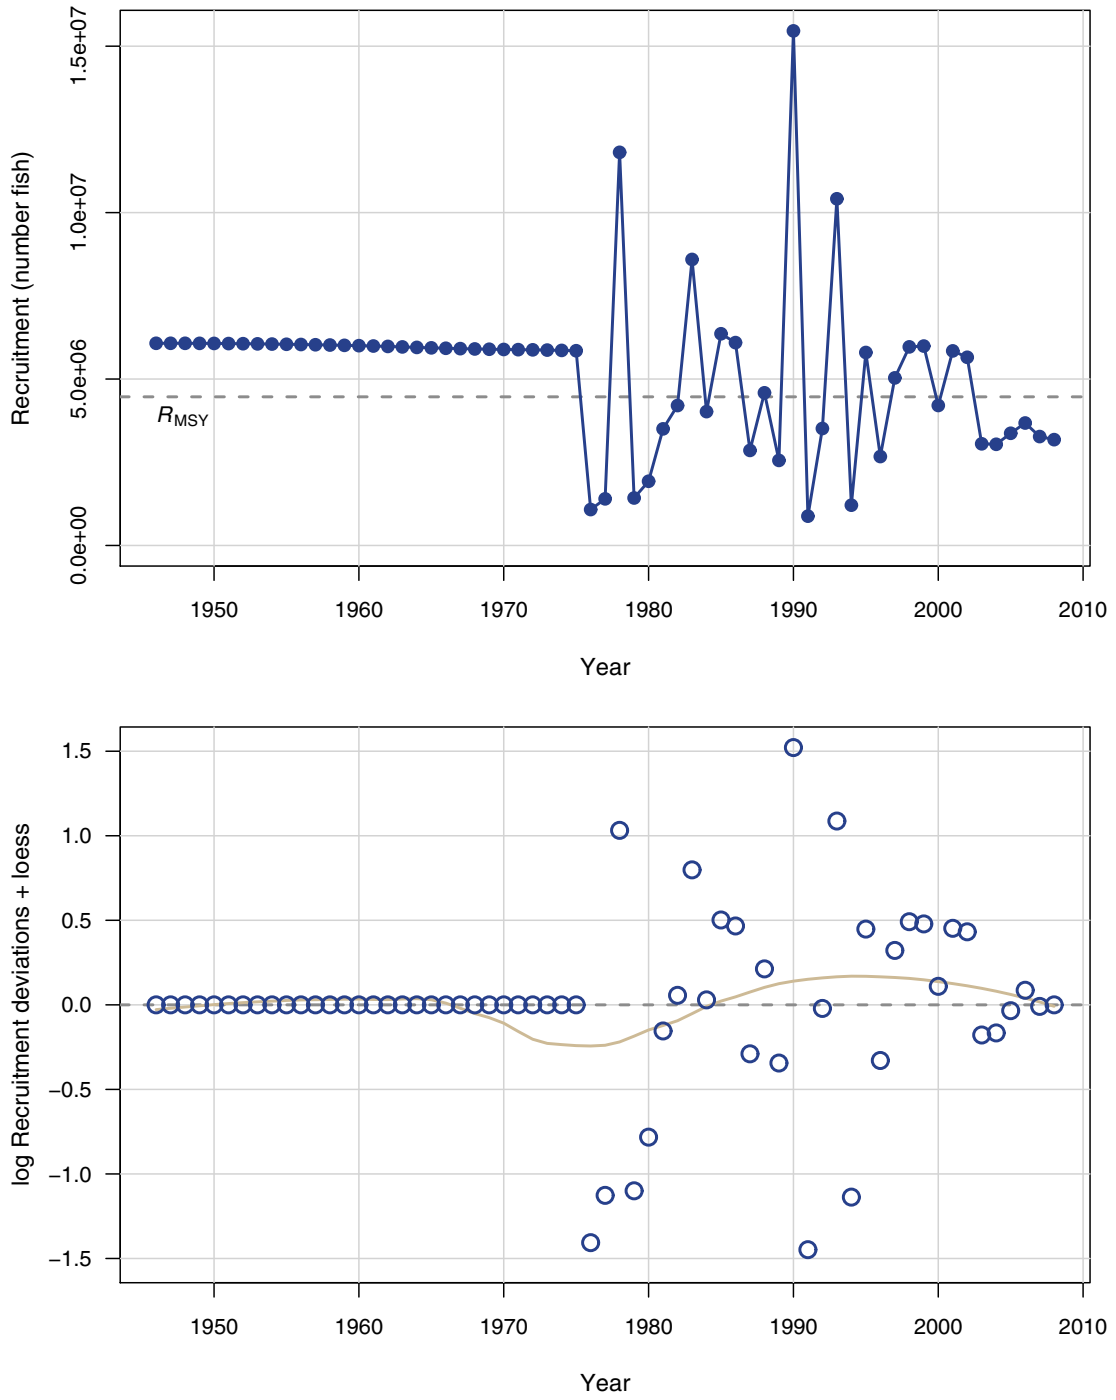 Recruitment (number fish)
1.5e+07
1.0e+07
5.0e+06
0.0e+00
RMSY
1950 1960 1970 1980 1990 2000 2010
Year
log Recruitment deviations + loess
1.5
1.0
0.5
0.0
−0.5
−1.0
−1.5
1950 1960 1970 1980 1990 2000 2010
Year